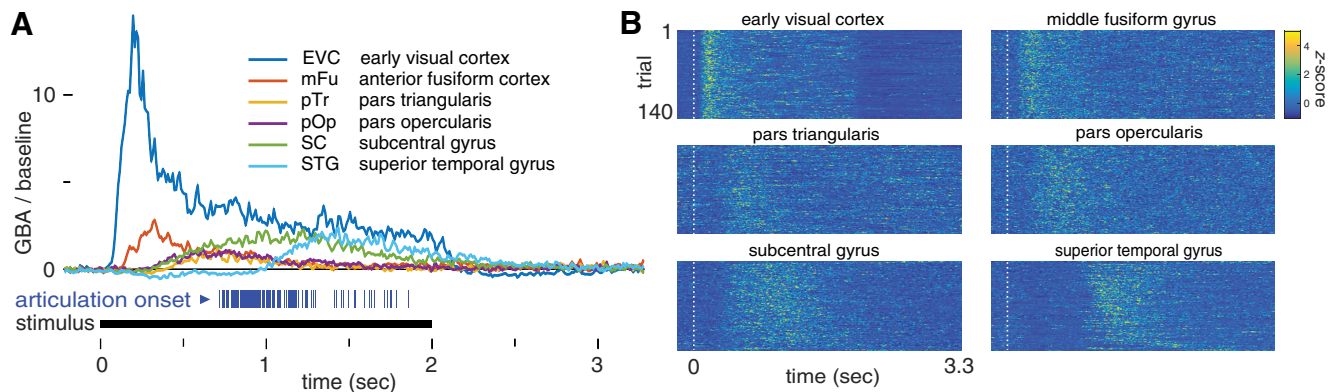 A
GBA / baseline
10
0
EVC early visual cortex
mFu anterior fusiform cortex
pTr pars triangularis
pOp pars opercularis
SC subcentral gyrus
STG superior temporal gyrus
articulation onset
stimulus
0 1 2 3
time (sec)
B
early visual cortex middle fusiform gyrus
1
trial
140
4
2
0
z-score
pars triangularis pars opercularis
subcentral gyrus superior temporal gyrus
0 3.3
time (sec)